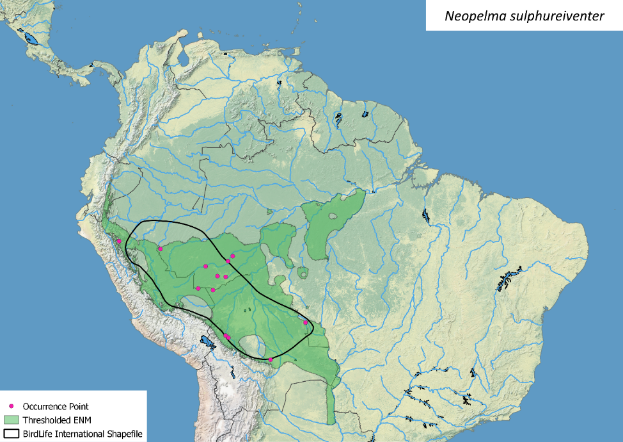 Neopelma sulphureiventer
Occurrence Point
Thresholded ENM
BirdLife International Shapefile